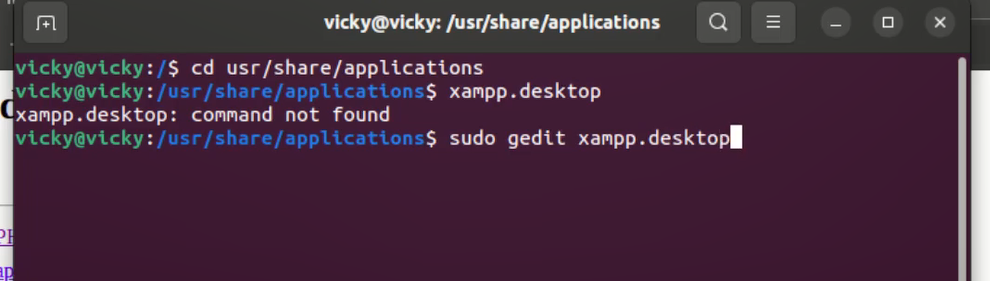 vicky@vicky: /usr/share/applications
vicky@vicky:/$ cd usr/share/applications
vicky@vicky:/usr/share/applications$ xampp.desktop
xampp.desktop: command not found
vicky@vicky:/usr/share/applications$ sudo gedit xampp.desktop